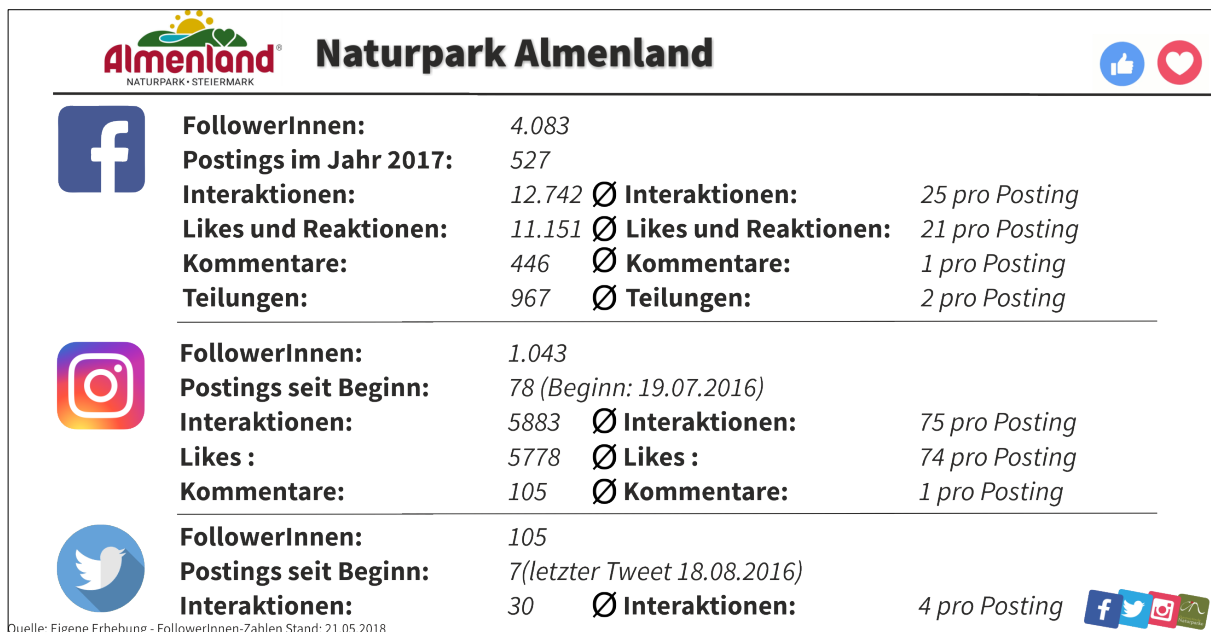 Almenland®
NATURPARK • STEIERMARK
Naturpark Almenland
FollowerInnen: 4.083
Postings im Jahr 2017: 527
Interaktionen: 12.742 Ø Interaktionen: 25 pro Posting
Likes und Reaktionen: 11.151 Ø Likes und Reaktionen: 21 pro Posting
Kommentare: 446 Ø Kommentare: 1 pro Posting
Teilungen: 967 Ø Teilungen: 2 pro Posting
FollowerInnen: 1.043
Postings seit Beginn: 78 (Beginn: 19.07.2016)
Interaktionen: 5883 Ø Interaktionen: 75 pro Posting
Likes : 5778 Ø Likes : 74 pro Posting
Kommentare: 105 Ø Kommentare: 1 pro Posting
FollowerInnen: 105
Postings seit Beginn: 7(letzter Tweet 18.08.2016)
Interaktionen: 30 Ø Interaktionen: 4 pro Posting
Quelle: Eigene Erhebung - FollowerInnen-Zahlen Stand: 21.05.2018